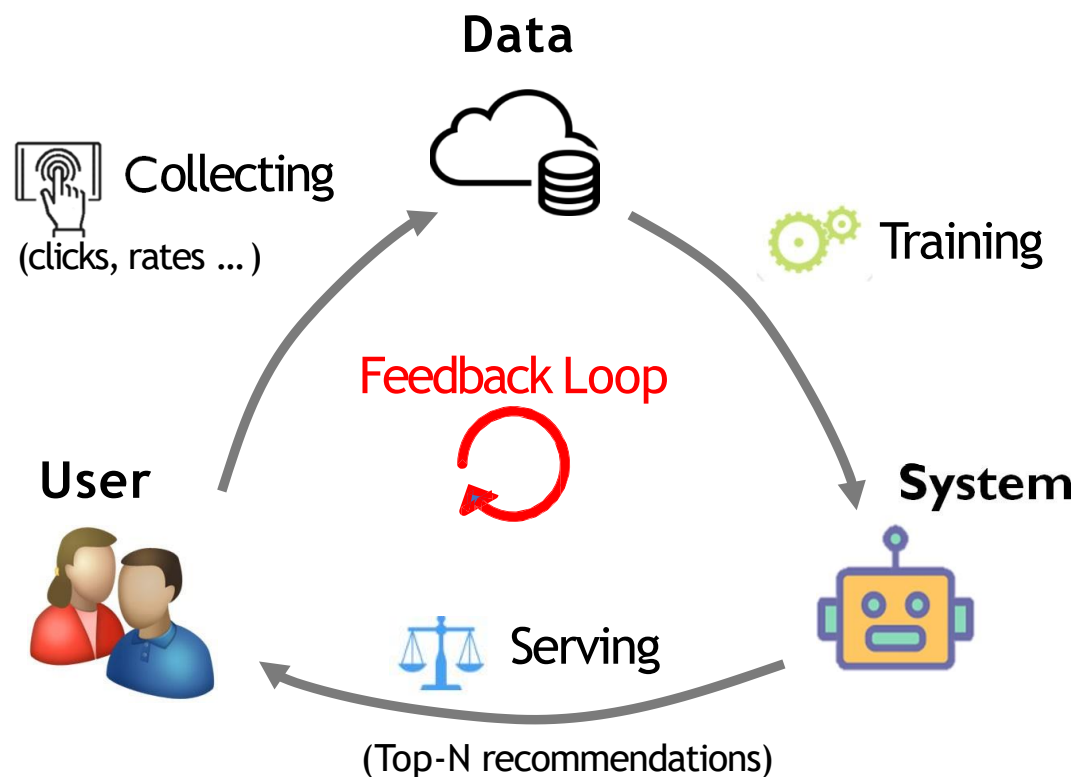 Data
Collecting
(clicks, rates ...)
Training
Feedback Loop
User
System
Serving
(Top-N recommendations)